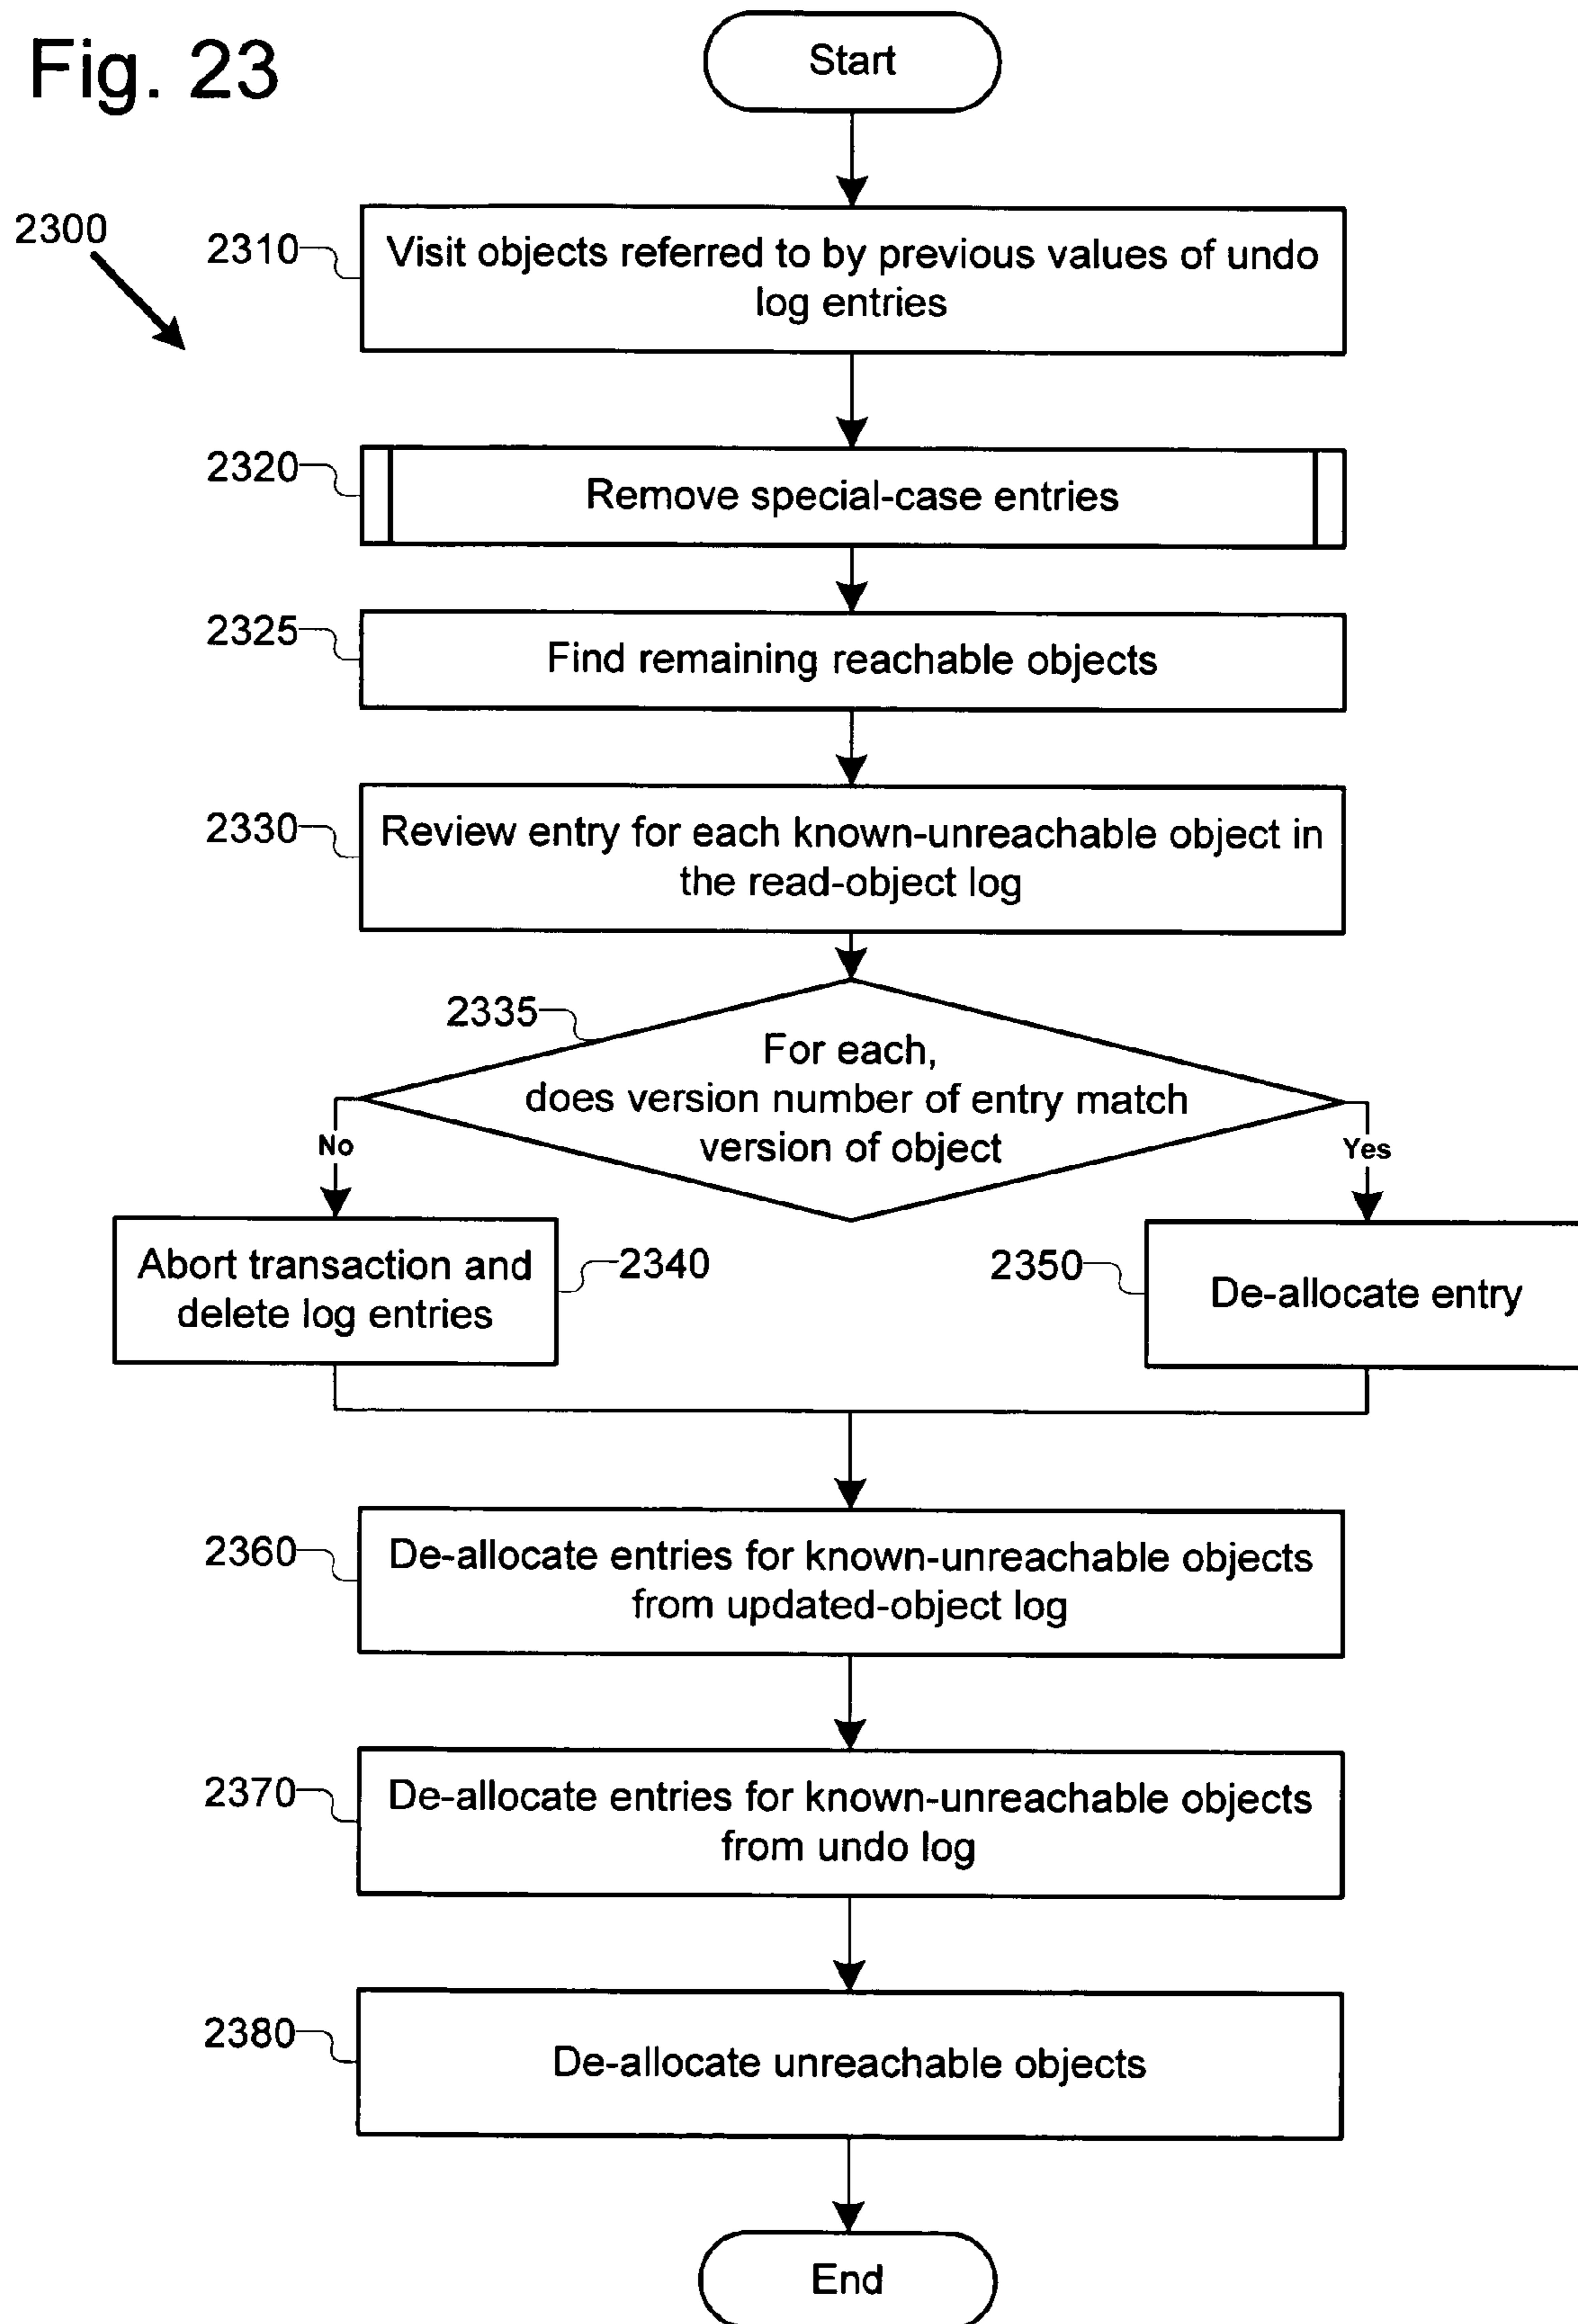 Fig. 23
Start
2300
2310
Visit objects referred to by previous values of undo
log entries
2320
Remove special-case entries
2325
Find remaining reachable objects
2330
Review entry for each known-unreachable object in
the read-object log
2335
For each,
does version number of entry match
version of object
No
Yes
Abort transaction and
delete log entries
2340
2350
De-allocate entry
2360
De-allocate entries for known-unreachable objects
from updated-object log
2370
De-allocate entries for known-unreachable objects
from undo log
2380
De-allocate unreachable objects
End